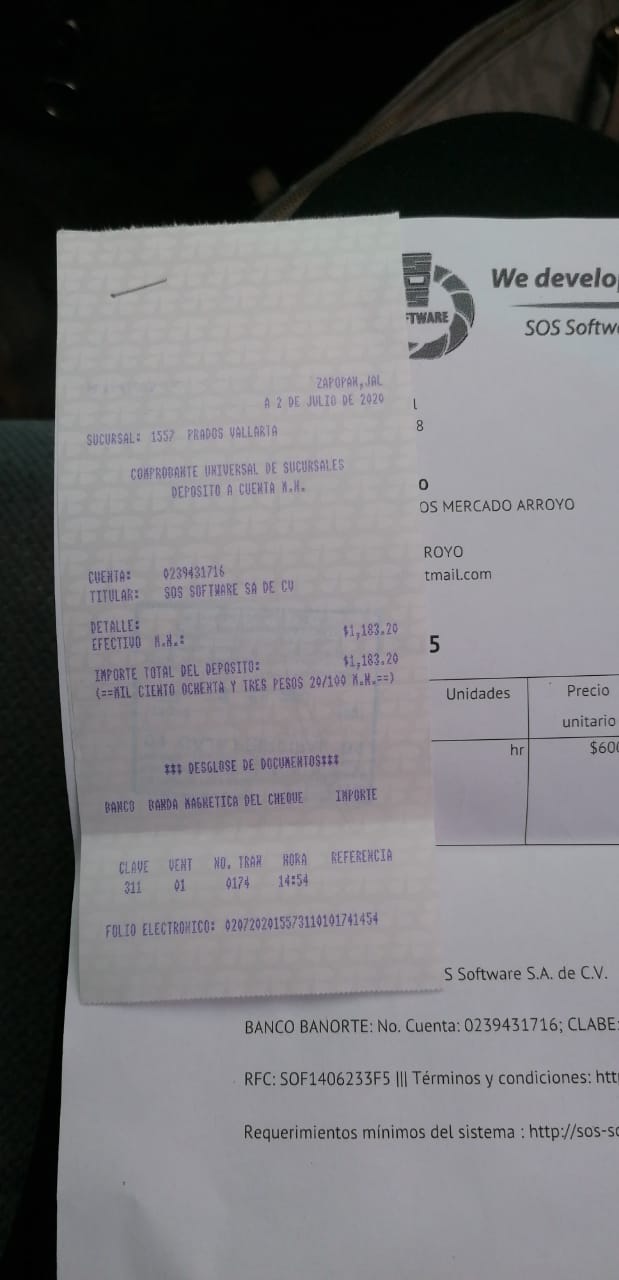 ZAPOPAN,JAL
A 2 DE JULIO DE 2020
SUCURSAL: 1557 PRADOS VALLARTA
COMPROBANTE UNIVERSAL DE SUCURSALES
DEPOSITO A CUENTA M.N.
CUENTA: 0239431716
TITULAR: SOS SOFTWARE SA DE CV
DETALLE:
EFECTIVO M.N.: $1,183.20
IMPORTE TOTAL DEL DEPOSITO: $1,183.20
(==MIL CIENTO OCHENTA Y TRES PESOS 20/100 M.N.==)
*** DESGLOSE DE DOCUMENTOS***
BANCO BANDA MAGNETICA DEL CHEQUE IMPORTE
CLAVE VENT NO. TRAN HORA REFERENCIA
311 01 0174 14:54
FOLIO ELECTRONICO: 0207202015573110101741454
We develo
FTWARE
SOS Softw
l
8
o
OS MERCADO ARROYO
ROYO
tmail.com
5
Unidades Precio
unitario
hr $600
S Software S.A. de C.V.
BANCO BANORTE: No. Cuenta: 0239431716; CLABE:
RFC: SOF1406233F5 ||| Términos y condiciones: htt
Requerimientos mínimos del sistema : http://sos-so